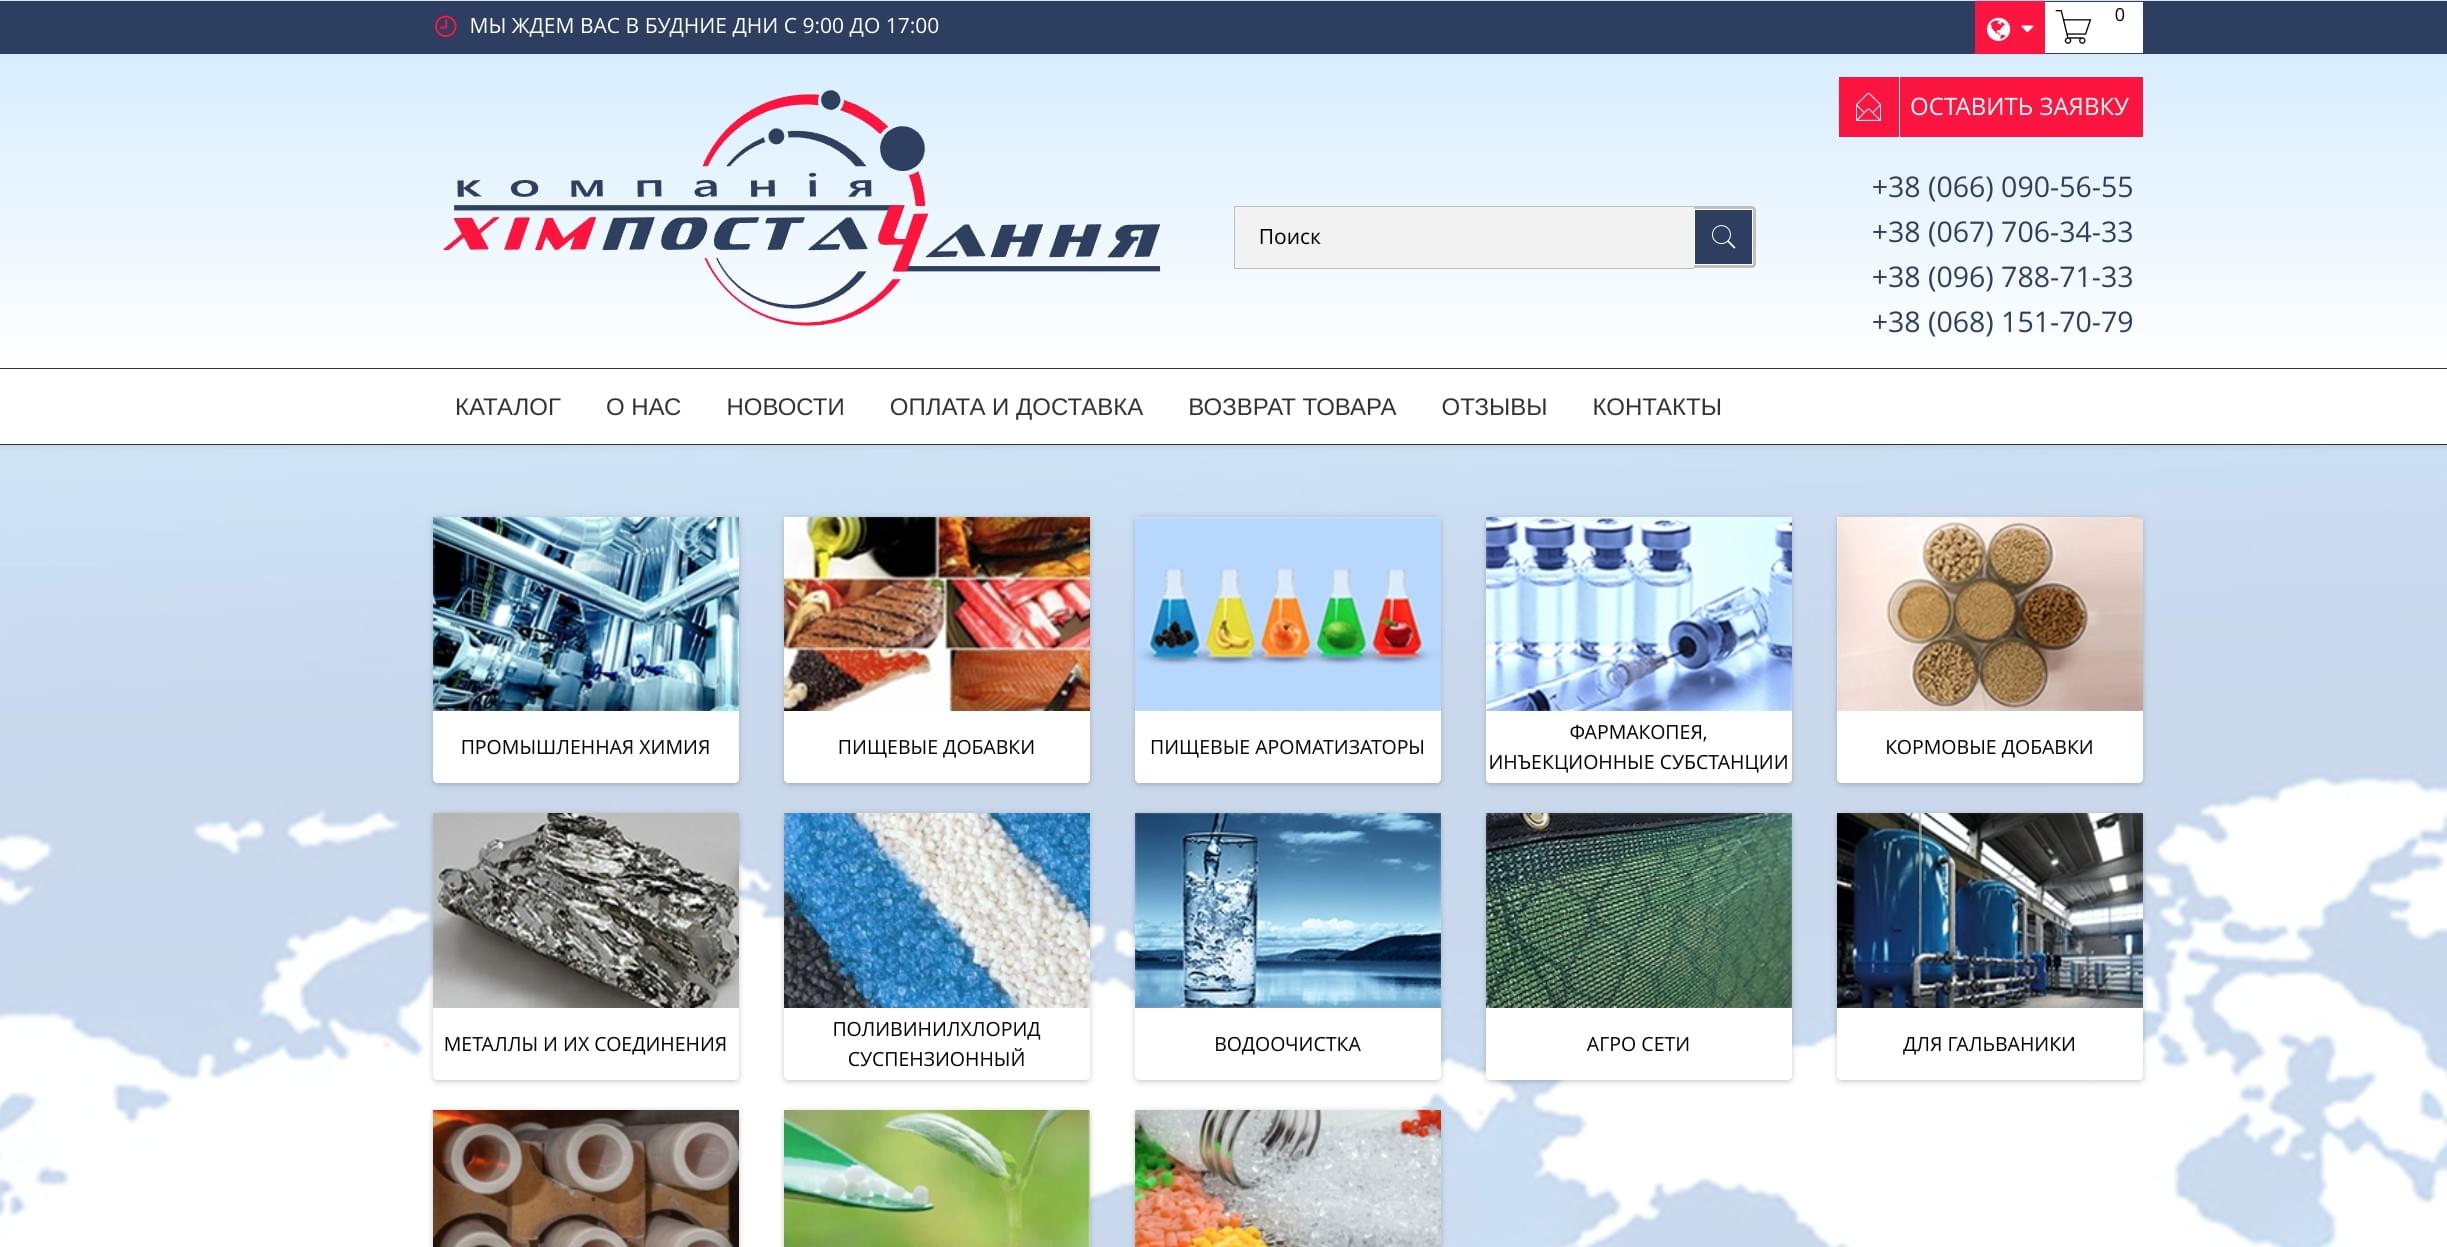 МЫ ЖДЕМ ВАС В БУДНИЕ ДНИ С 9:00 ДО 17:00
0
ОСТАВИТЬ ЗАЯВКУ
компанія
ХІМПОСТАЧАННЯ
Поиск
+38 (066) 090-56-55
+38 (067) 706-34-33
+38 (096) 788-71-33
+38 (068) 151-70-79
КАТАЛОГ О НАС НОВОСТИ ОПЛАТА И ДОСТАВКА ВОЗВРАТ ТОВАРА ОТЗЫВЫ КОНТАКТЫ
ПРОМЫШЛЕННАЯ ХИМИЯ
ПИЩЕВЫЕ ДОБАВКИ
ПИЩЕВЫЕ АРОМАТИЗАТОРЫ
ФАРМАКОПЕЯ,
ИНЪЕКЦИОННЫЕ СУБСТАНЦИИ
КОРМОВЫЕ ДОБАВКИ
МЕТАЛЛЫ И ИХ СОЕДИНЕНИЯ
ПОЛИВИНИЛХЛОРИД
СУСПЕНЗИОННЫЙ
ВОДООЧИСТКА
АГРО СЕТИ
ДЛЯ ГАЛЬВАНИКИ